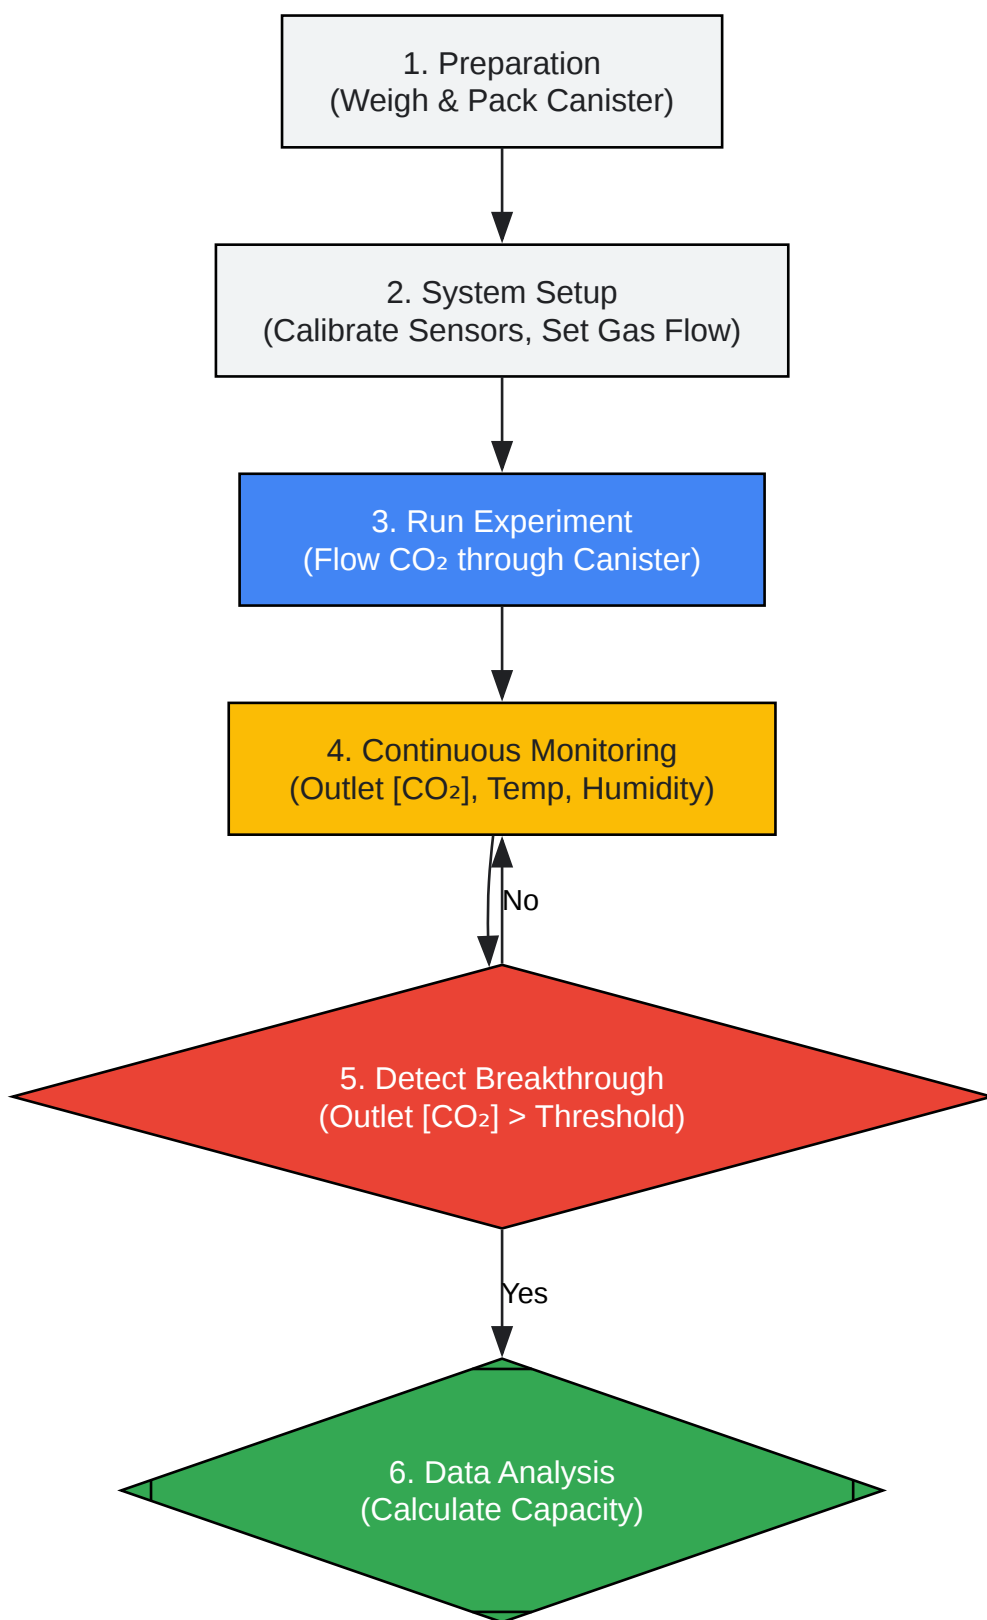 1. Preparation
(Weigh & Pack Canister)
2. System Setup
(Calibrate Sensors, Set Gas Flow)
3. Run Experiment
(Flow CO₂ through Canister)
4. Continuous Monitoring
(Outlet [CO₂], Temp, Humidity)
No
5. Detect Breakthrough
(Outlet [CO₂] > Threshold)
Yes
6. Data Analysis
(Calculate Capacity)